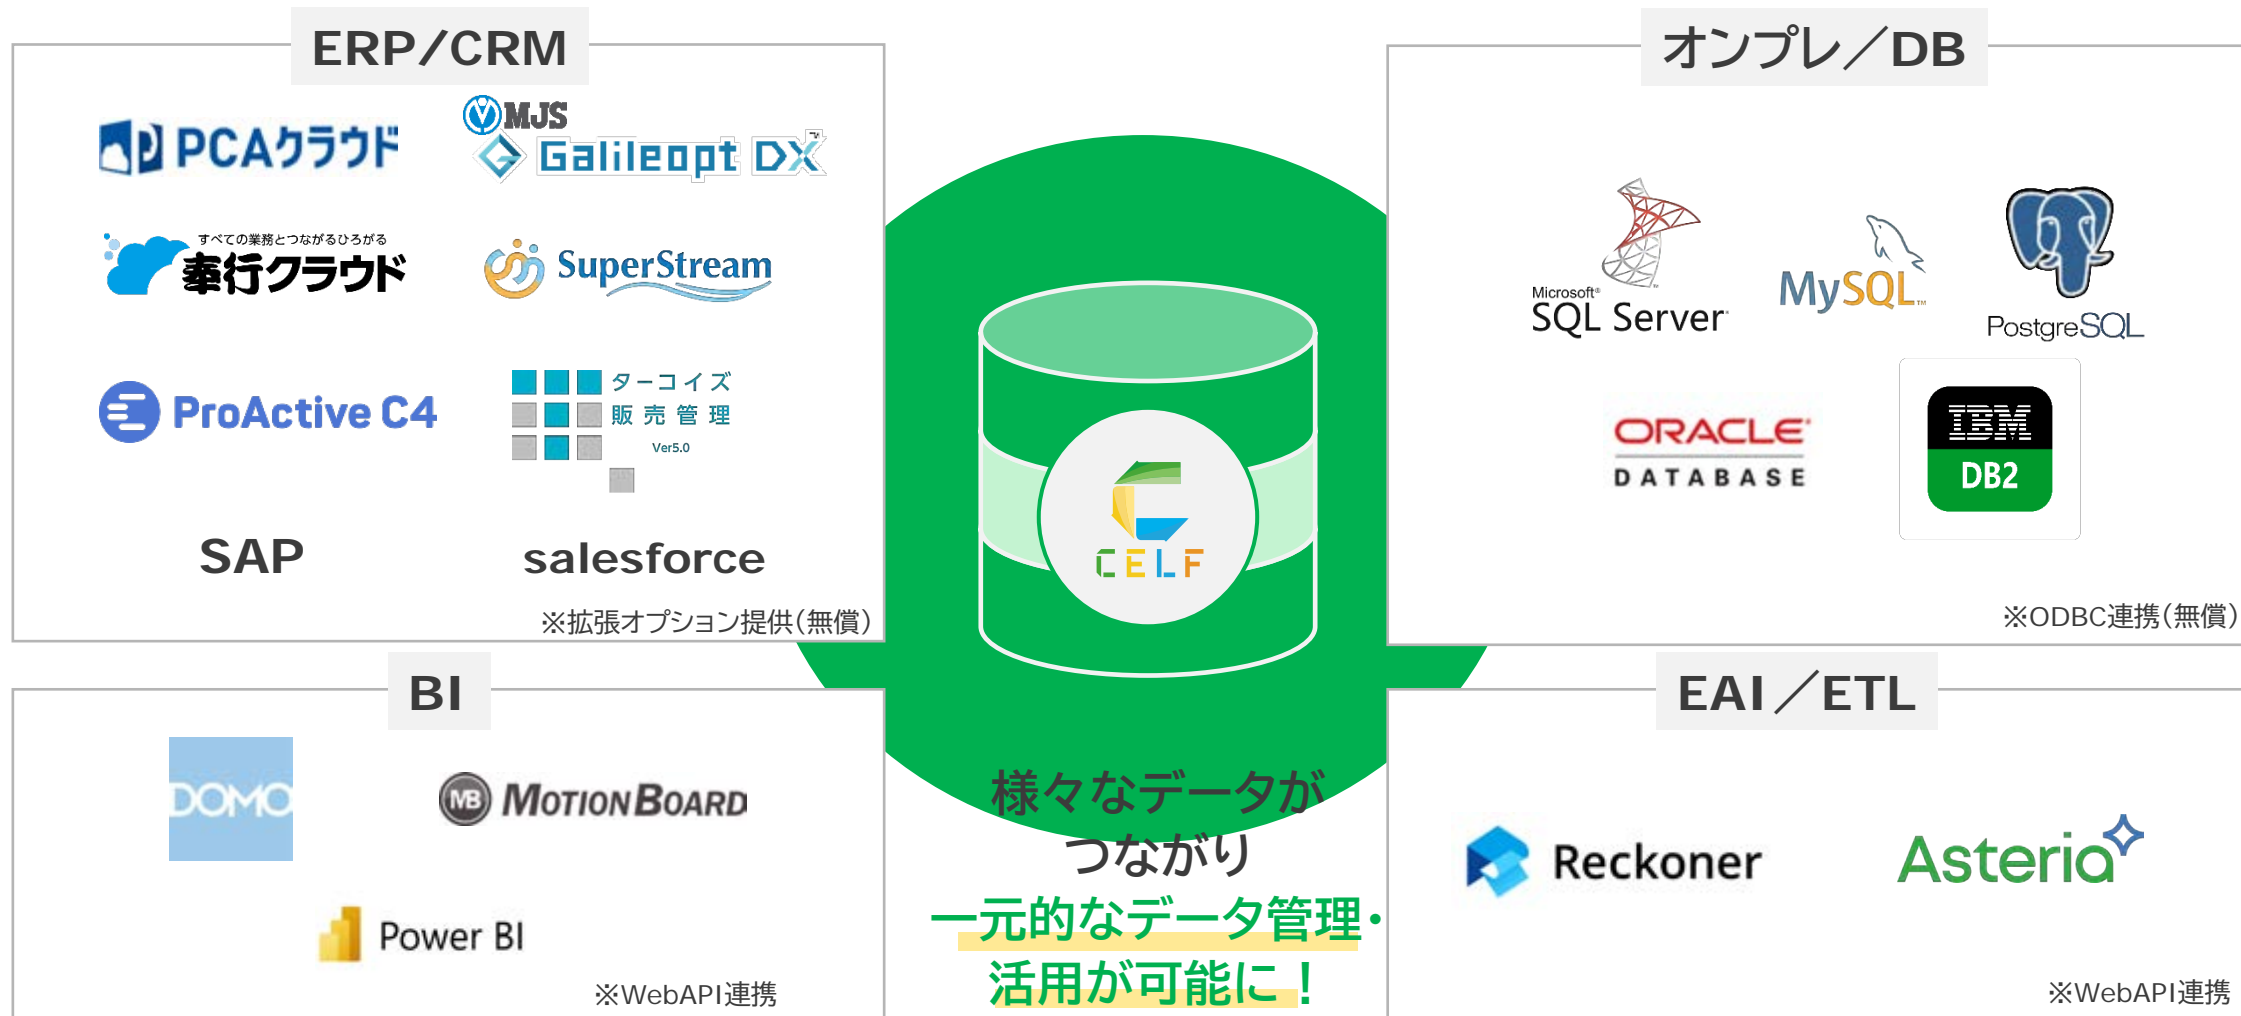 ERP/CRM
PCAクラウド
MJS
Galileopt DX
すべての業務とつながるひろがる
奉行クラウド
SuperStream
ProActive C4
ターコイズ
販売管理
Ver5.0
SAP
salesforce
※拡張オプション提供(無償)
オンプレ／DB
Microsoft®
SQL Server
MySQL™
PostgreSQL
ORACLE
DATABASE
IBM
DB2
※ODBC連携(無償)
CELF
BI
DOMO
MB MOTIONBOARD
Power BI
※WebAPI連携
様々なデータが
つながり
一元的なデータ管理・
活用が可能に！
EAI／ETL
Reckoner
Asteria
※WebAPI連携